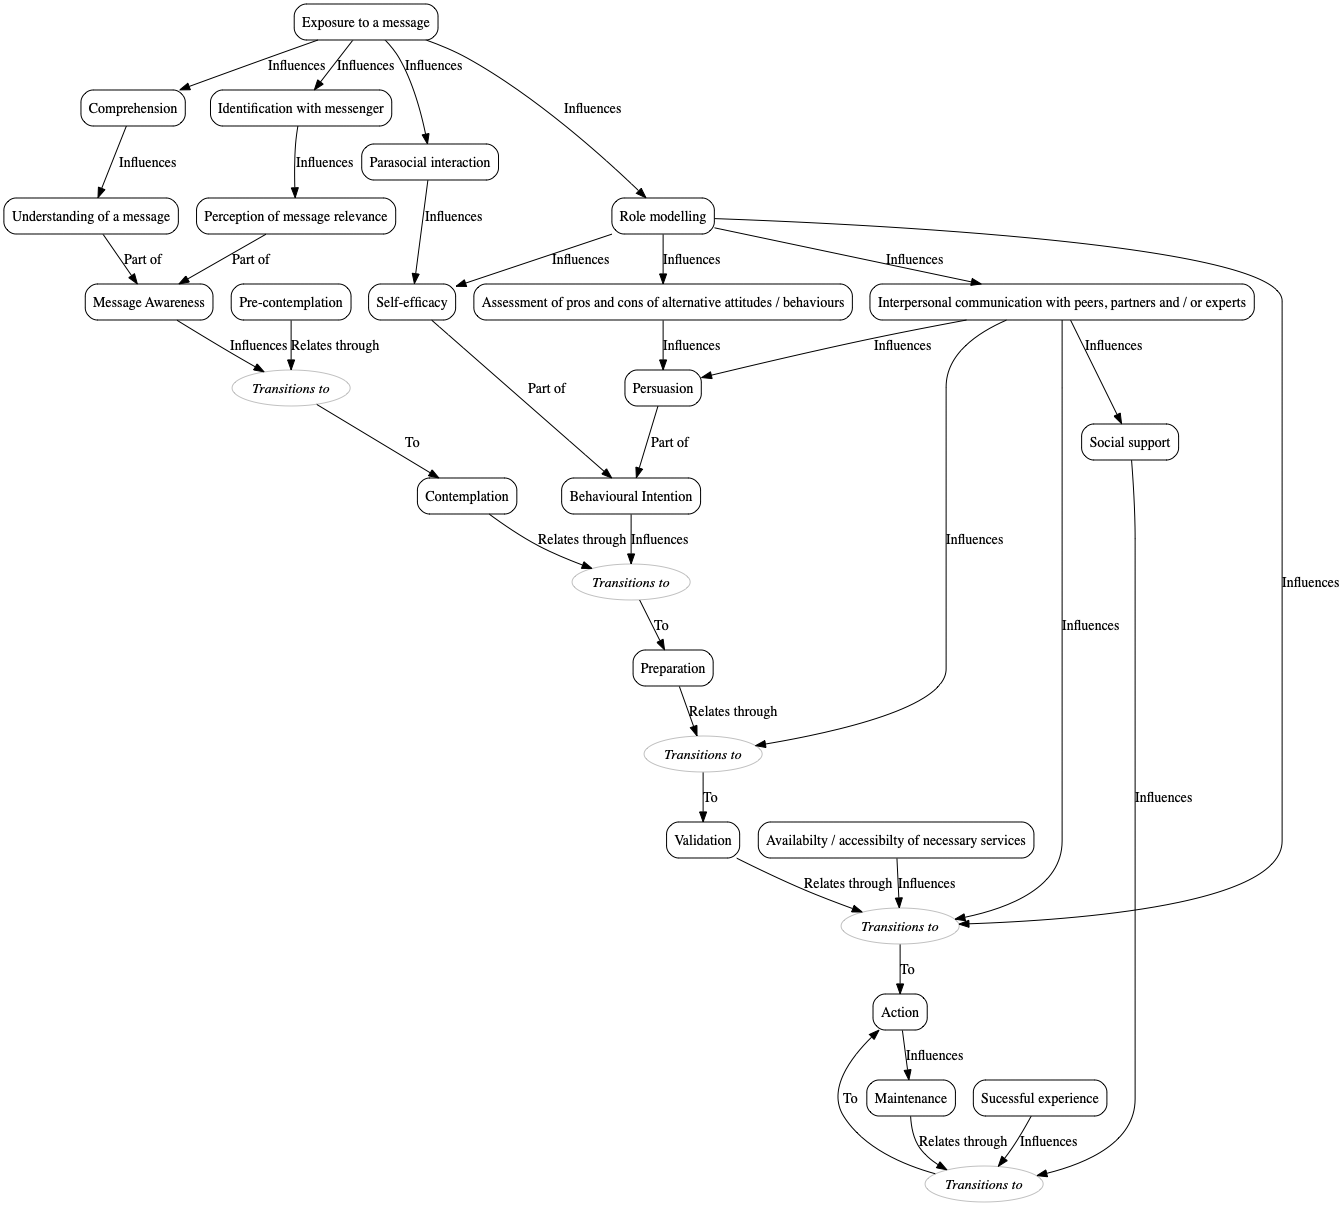 Exposure to a message
Influences
Influences
Influences
Influences
Comprehension
Identification with messenger
Parasocial interaction
Influences
Influences
Understanding of a message
Perception of message relevance
Influences
Role modelling
Part of
Part of
Influences
Influences
Influences
Message Awareness
Pre-contemplation
Self-efficacy
Assessment of pros and cons of alternative attitudes / behaviours
Interpersonal communication with peers, partners and / or experts
Influences
Relates through
Influences
Influences
Influences
Transitions to
Part of
Persuasion
To
Part of
Social support
Contemplation
Behavioural Intention
Relates through
Influences
Influences
Transitions to
Influences
To
Influences
Preparation
Relates through
Transitions to
To
Influences
Validation
Availabilty / accessibilty of necessary services
Relates through
Influences
Transitions to
To
Action
Influences
To
Maintenance
Sucessful experience
Relates through
Influences
Transitions to